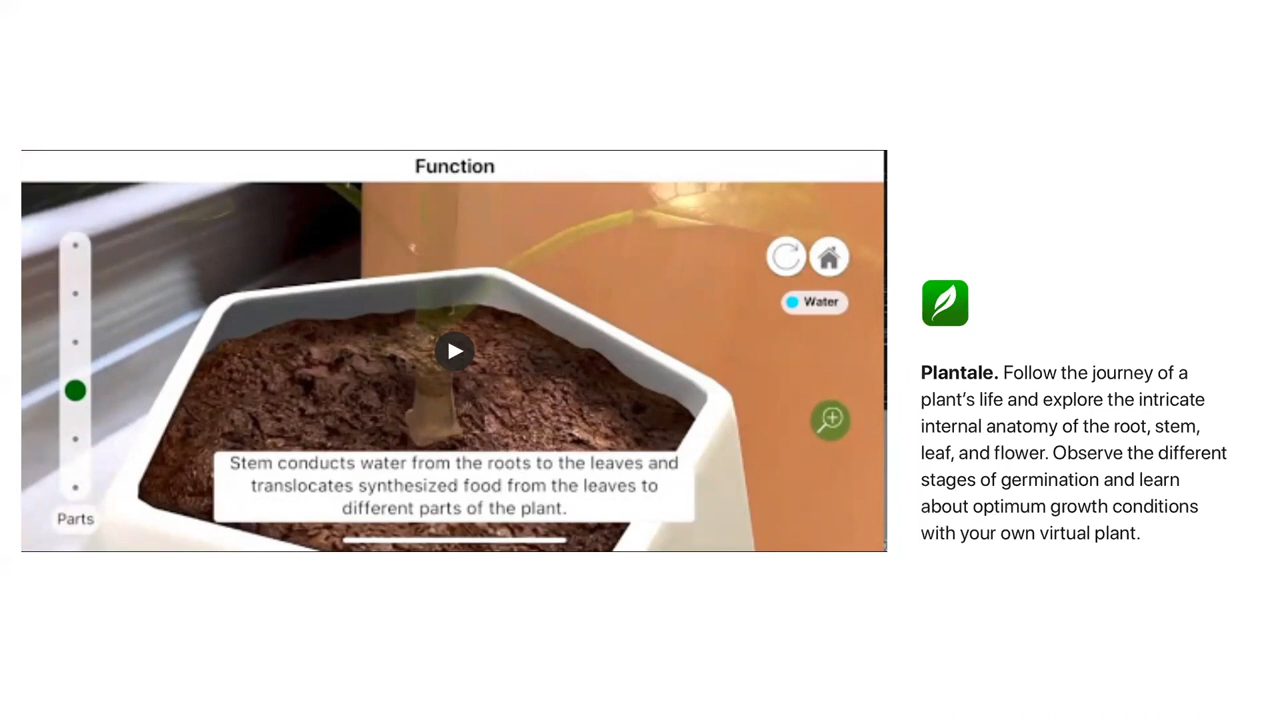 Function
Water
Stem conducts water from the roots to the leaves and
translocates synthesized food from the leaves to
different parts of the plant.
Parts
Plantale. Follow the journey of a
plant’s life and explore the intricate
internal anatomy of the root, stem,
leaf, and flower. Observe the different
stages of germination and learn
about optimum growth conditions
with your own virtual plant.